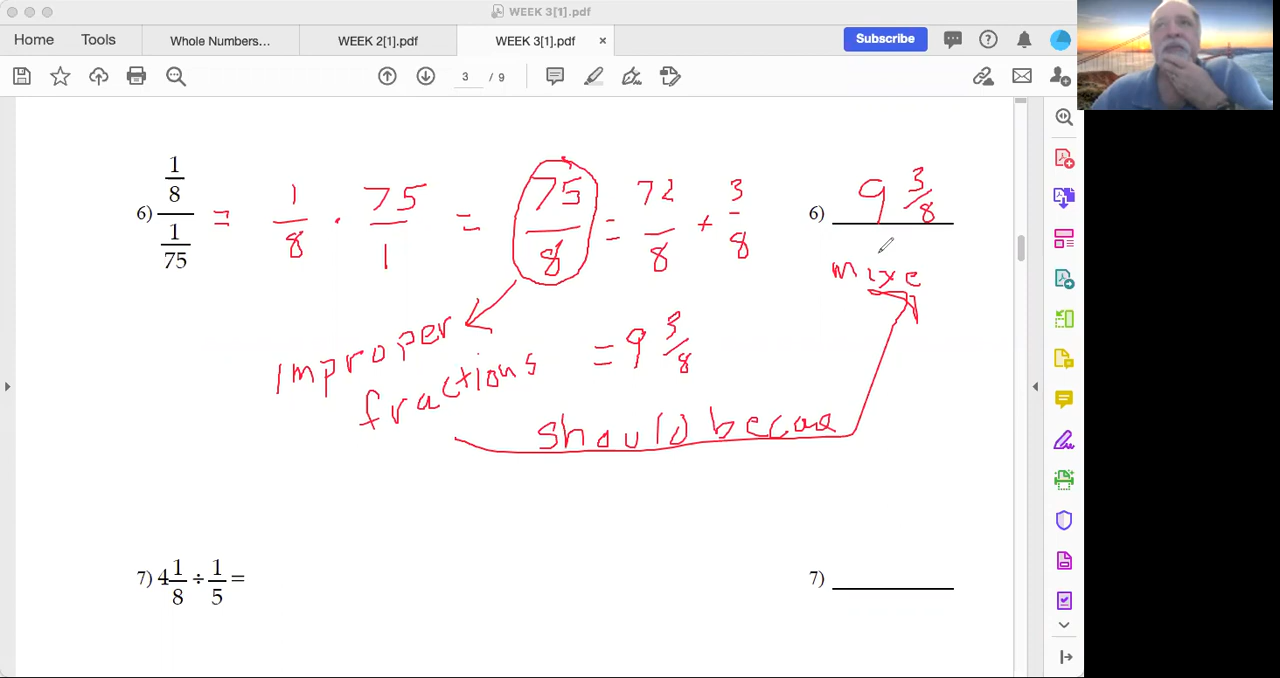 WEEK 3[1].pdf
Home Tools Whole Numbers... WEEK 2[1].pdf WEEK 3[1].pdf × Subscribe
3 / 9
6) 1/8 / 1/75 = 1/8 · 75/1 = 75/8 = 72/8 + 3/8
6) 9 3/8
mixe
Improper
fractions
= 9 3/8
should become
7) 4 1/8 ÷ 1/5 =
7)